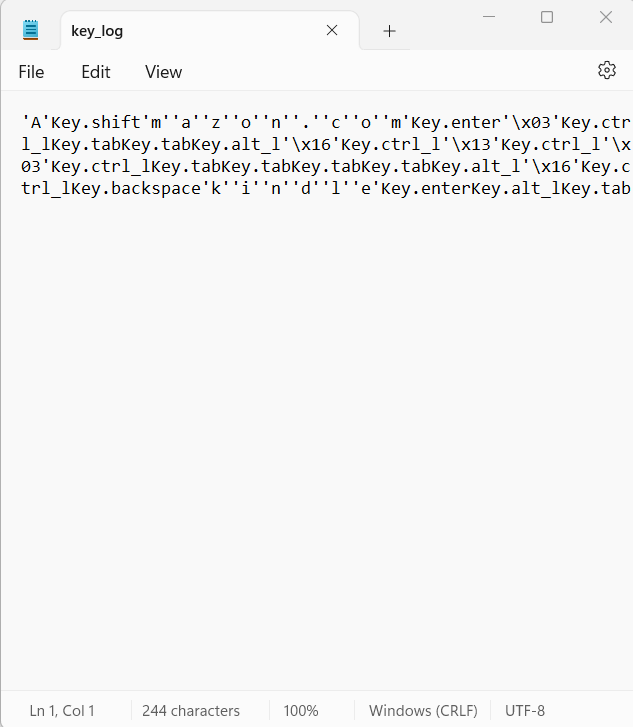 key_log
File Edit View
'A'Key.shift'm''a''z''o''n''.''c''o''m'Key.enter'\x03'Key.ctr
l_lKey.tabKey.tabKey.alt_l'\x16'Key.ctrl_l'\x13'Key.ctrl_l'\x
03'Key.ctrl_lKey.tabKey.tabKey.tabKey.tabKey.alt_l'\x16'Key.c
trl_lKey.backspace'k''i''n''d''l''e'Key.enterKey.alt_lKey.tab
Ln 1, Col 1 244 characters 100% Windows (CRLF) UTF-8